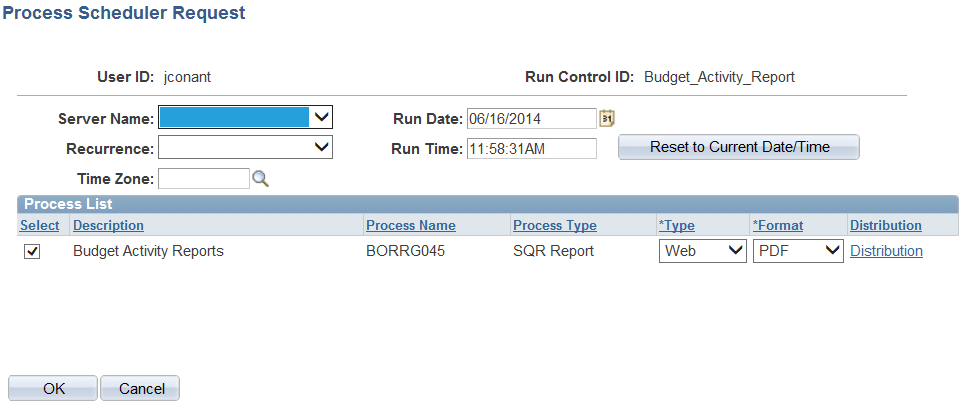 Process Scheduler Request
User ID: jconant Run Control ID: Budget_Activity_Report
Server Name: Run Date: 06/16/2014 31
Recurrence: Run Time: 11:58:31AM Reset to Current Date/Time
Time Zone:
Process List
Select Description Process Name Process Type *Type *Format Distribution
Budget Activity Reports BORRG045 SQR Report Web PDF Distribution
OK Cancel